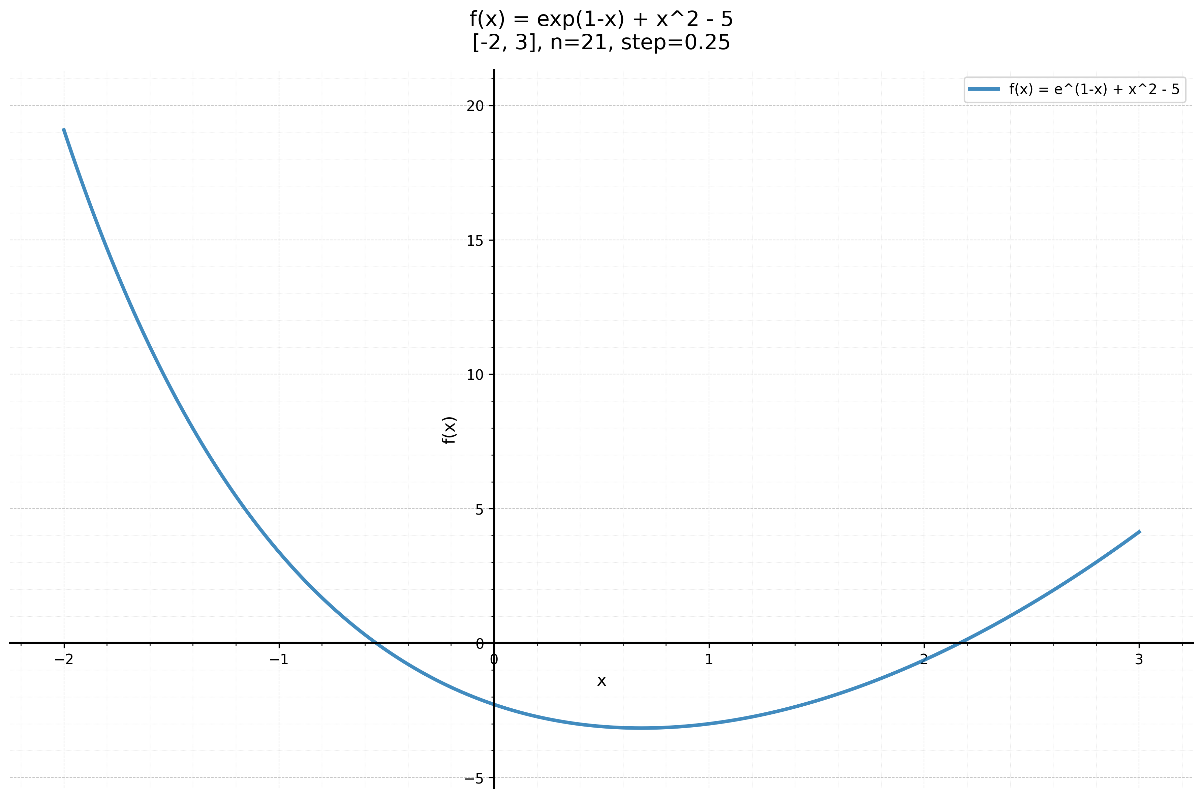 f(x) = exp(1-x) + x^2 - 5
[-2, 3], n=21, step=0.25
f(x) = e^(1-x) + x^2 - 5
20
15
10
f(x)
5
0
−2
−1
0
1
2
3
x
−5